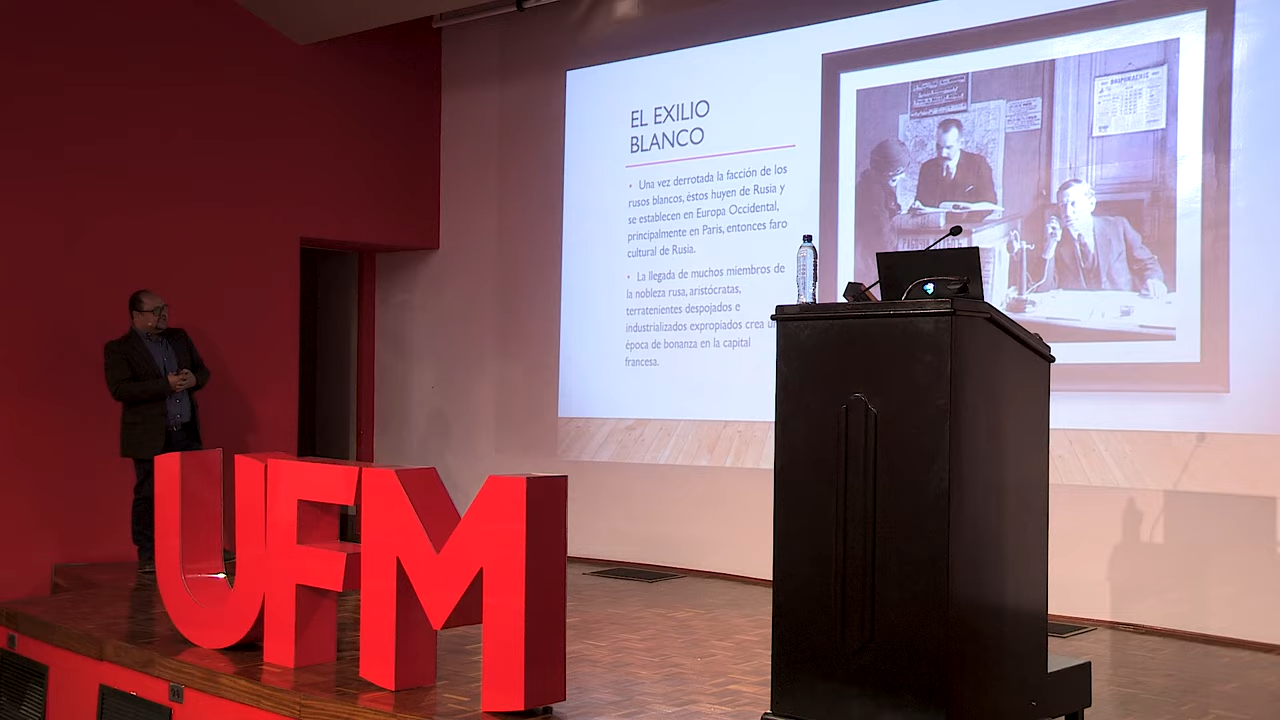 EL EXILIO
BLANCO
• Una vez derrotada la facción de los
rusos blancos, éstos huyen de Rusia y
se establecen en Europa Occidental,
principalmente en Paris, entonces faro
cultural de Rusia.
• La llegada de muchos miembros de
la nobleza rusa, aristócratas,
terratenientes despojados e
industrializados expropiados crea
época de bonanza en la capital
francesa.
UFM